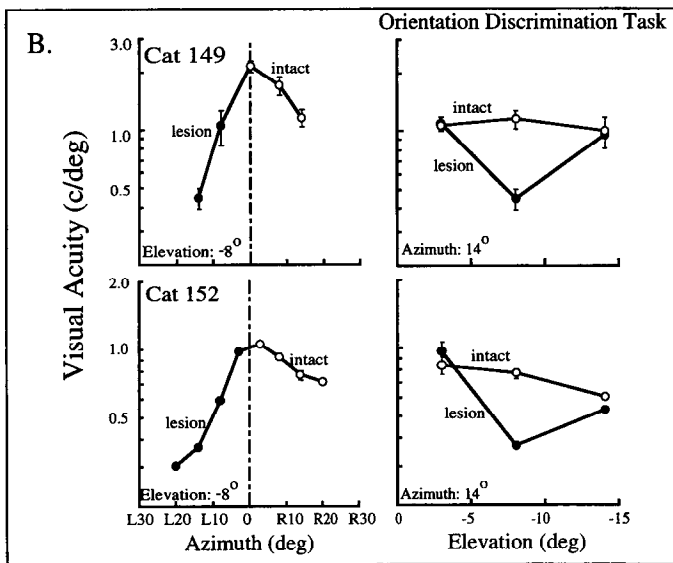 Orientation Discrimination Task
B.
Visual Acuity (c/deg)
Cat 149
3.0
1.0
0.5
intact
lesion
Elevation: -8°
intact
lesion
Azimuth: 14°
Cat 152
2.0
1.0
0.5
intact
lesion
Elevation: -8°
L30 L20 L10 0 R10 R20 R30
Azimuth (deg)
intact
lesion
Azimuth: 14°
0 -5 -10 -15
Elevation (deg)